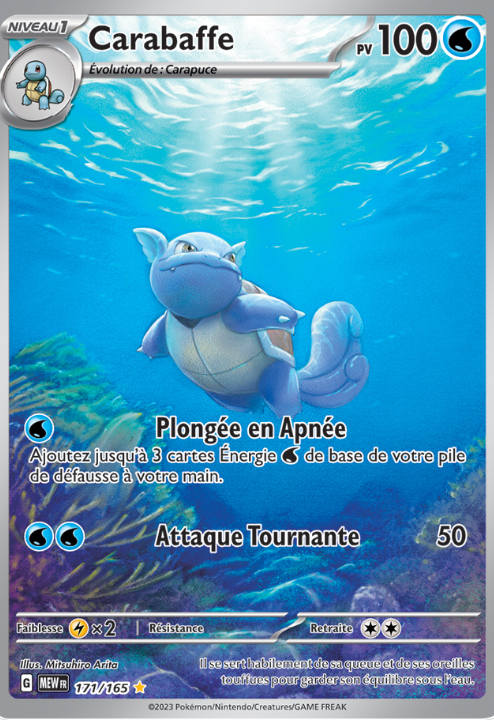 NIVEAU 1
Carabaffe
PV 100
Évolution de : Carapuce
Plongée en Apnée
Ajoutez jusqu'à 3 cartes Énergie de base de votre pile
de défausse à votre main.
Attaque Tournante 50
Faiblesse ×2 Résistance Retraite
Illus. Mitsuhiro Arita
Il se sert habilement de sa queue et de ses oreilles
touffues pour garder son équilibre sous l'eau.
G MEW FR 171/165
©2023 Pokémon/Nintendo/Creatures/GAME FREAK